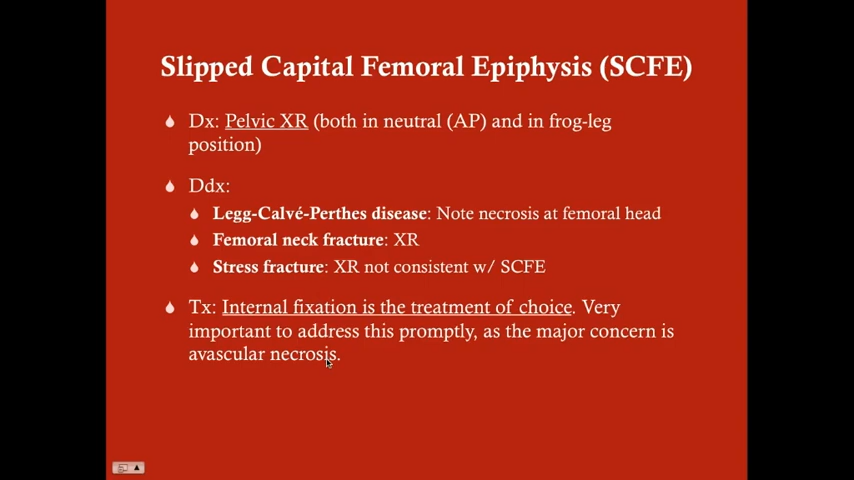 Slipped Capital Femoral Epiphysis (SCFE)
Dx: Pelvic XR (both in neutral (AP) and in frog-leg
position)
Ddx:
Legg-Calvé-Perthes disease: Note necrosis at femoral head
Femoral neck fracture: XR
Stress fracture: XR not consistent w/ SCFE
Tx: Internal fixation is the treatment of choice. Very
important to address this promptly, as the major concern is
avascular necrosis.